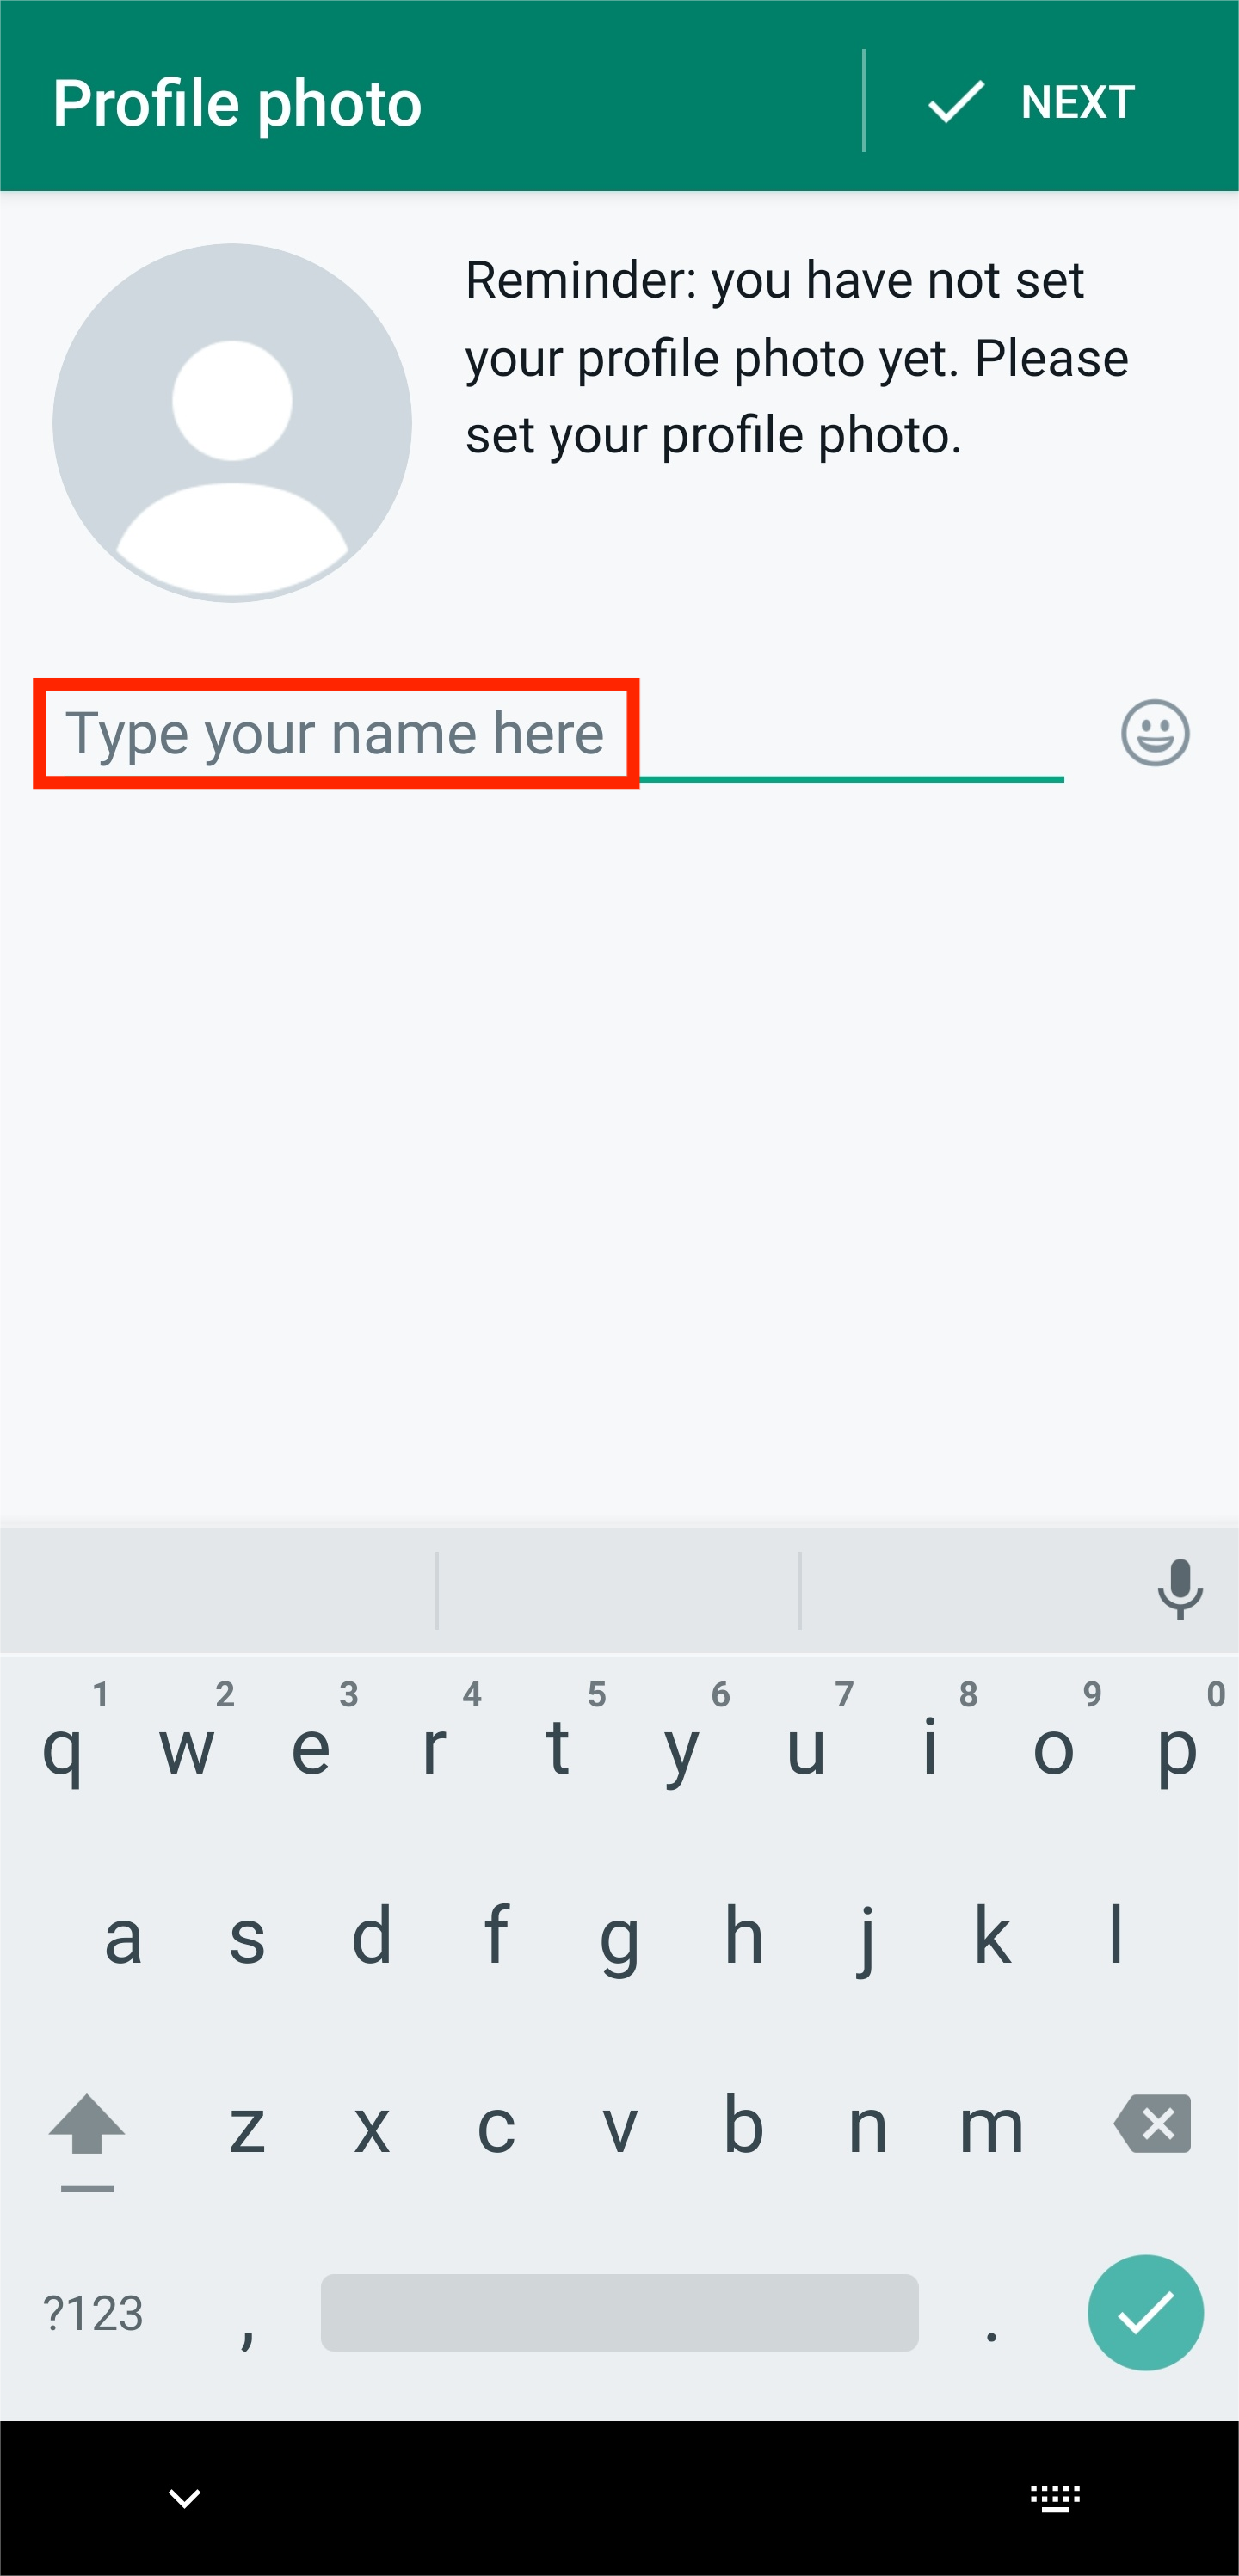 Profile photo
NEXT
Reminder: you have not set
your profile photo yet. Please
set your profile photo.
Type your name here
1 2 3 4 5 6 7 8 9 0
q w e r t y u i o p
a s d f g h j k l
z x c v b n m
?123 , .